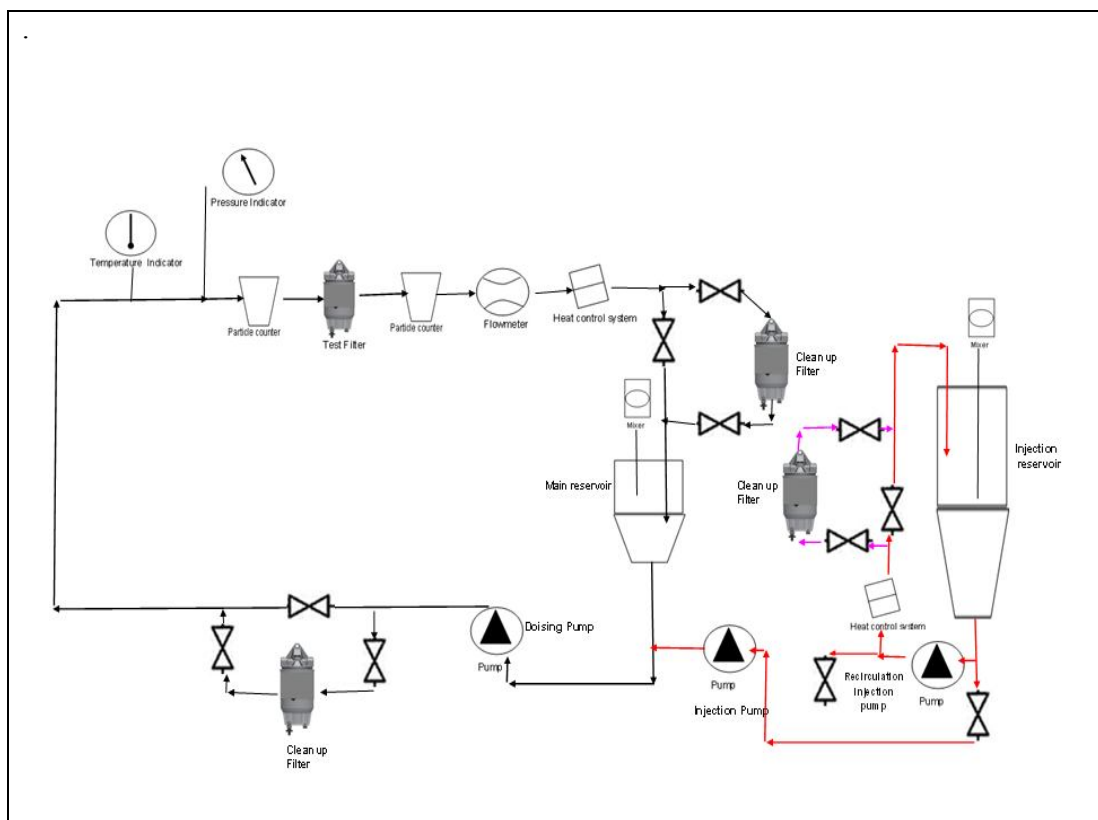 .
Pressure Indicator
Temperature Indicator
Particle counter
Test Filter
Particle counter
Flowmeter
Heat control system
Clean up
Filter
Mixer
Mixer
Main reservoir
Injection
reservoir
Clean up
Filter
Heat control system
Doising Pump
Pump
Pump
Injection Pump
Recirculation
injection
pump
Pump
Clean up
Filter